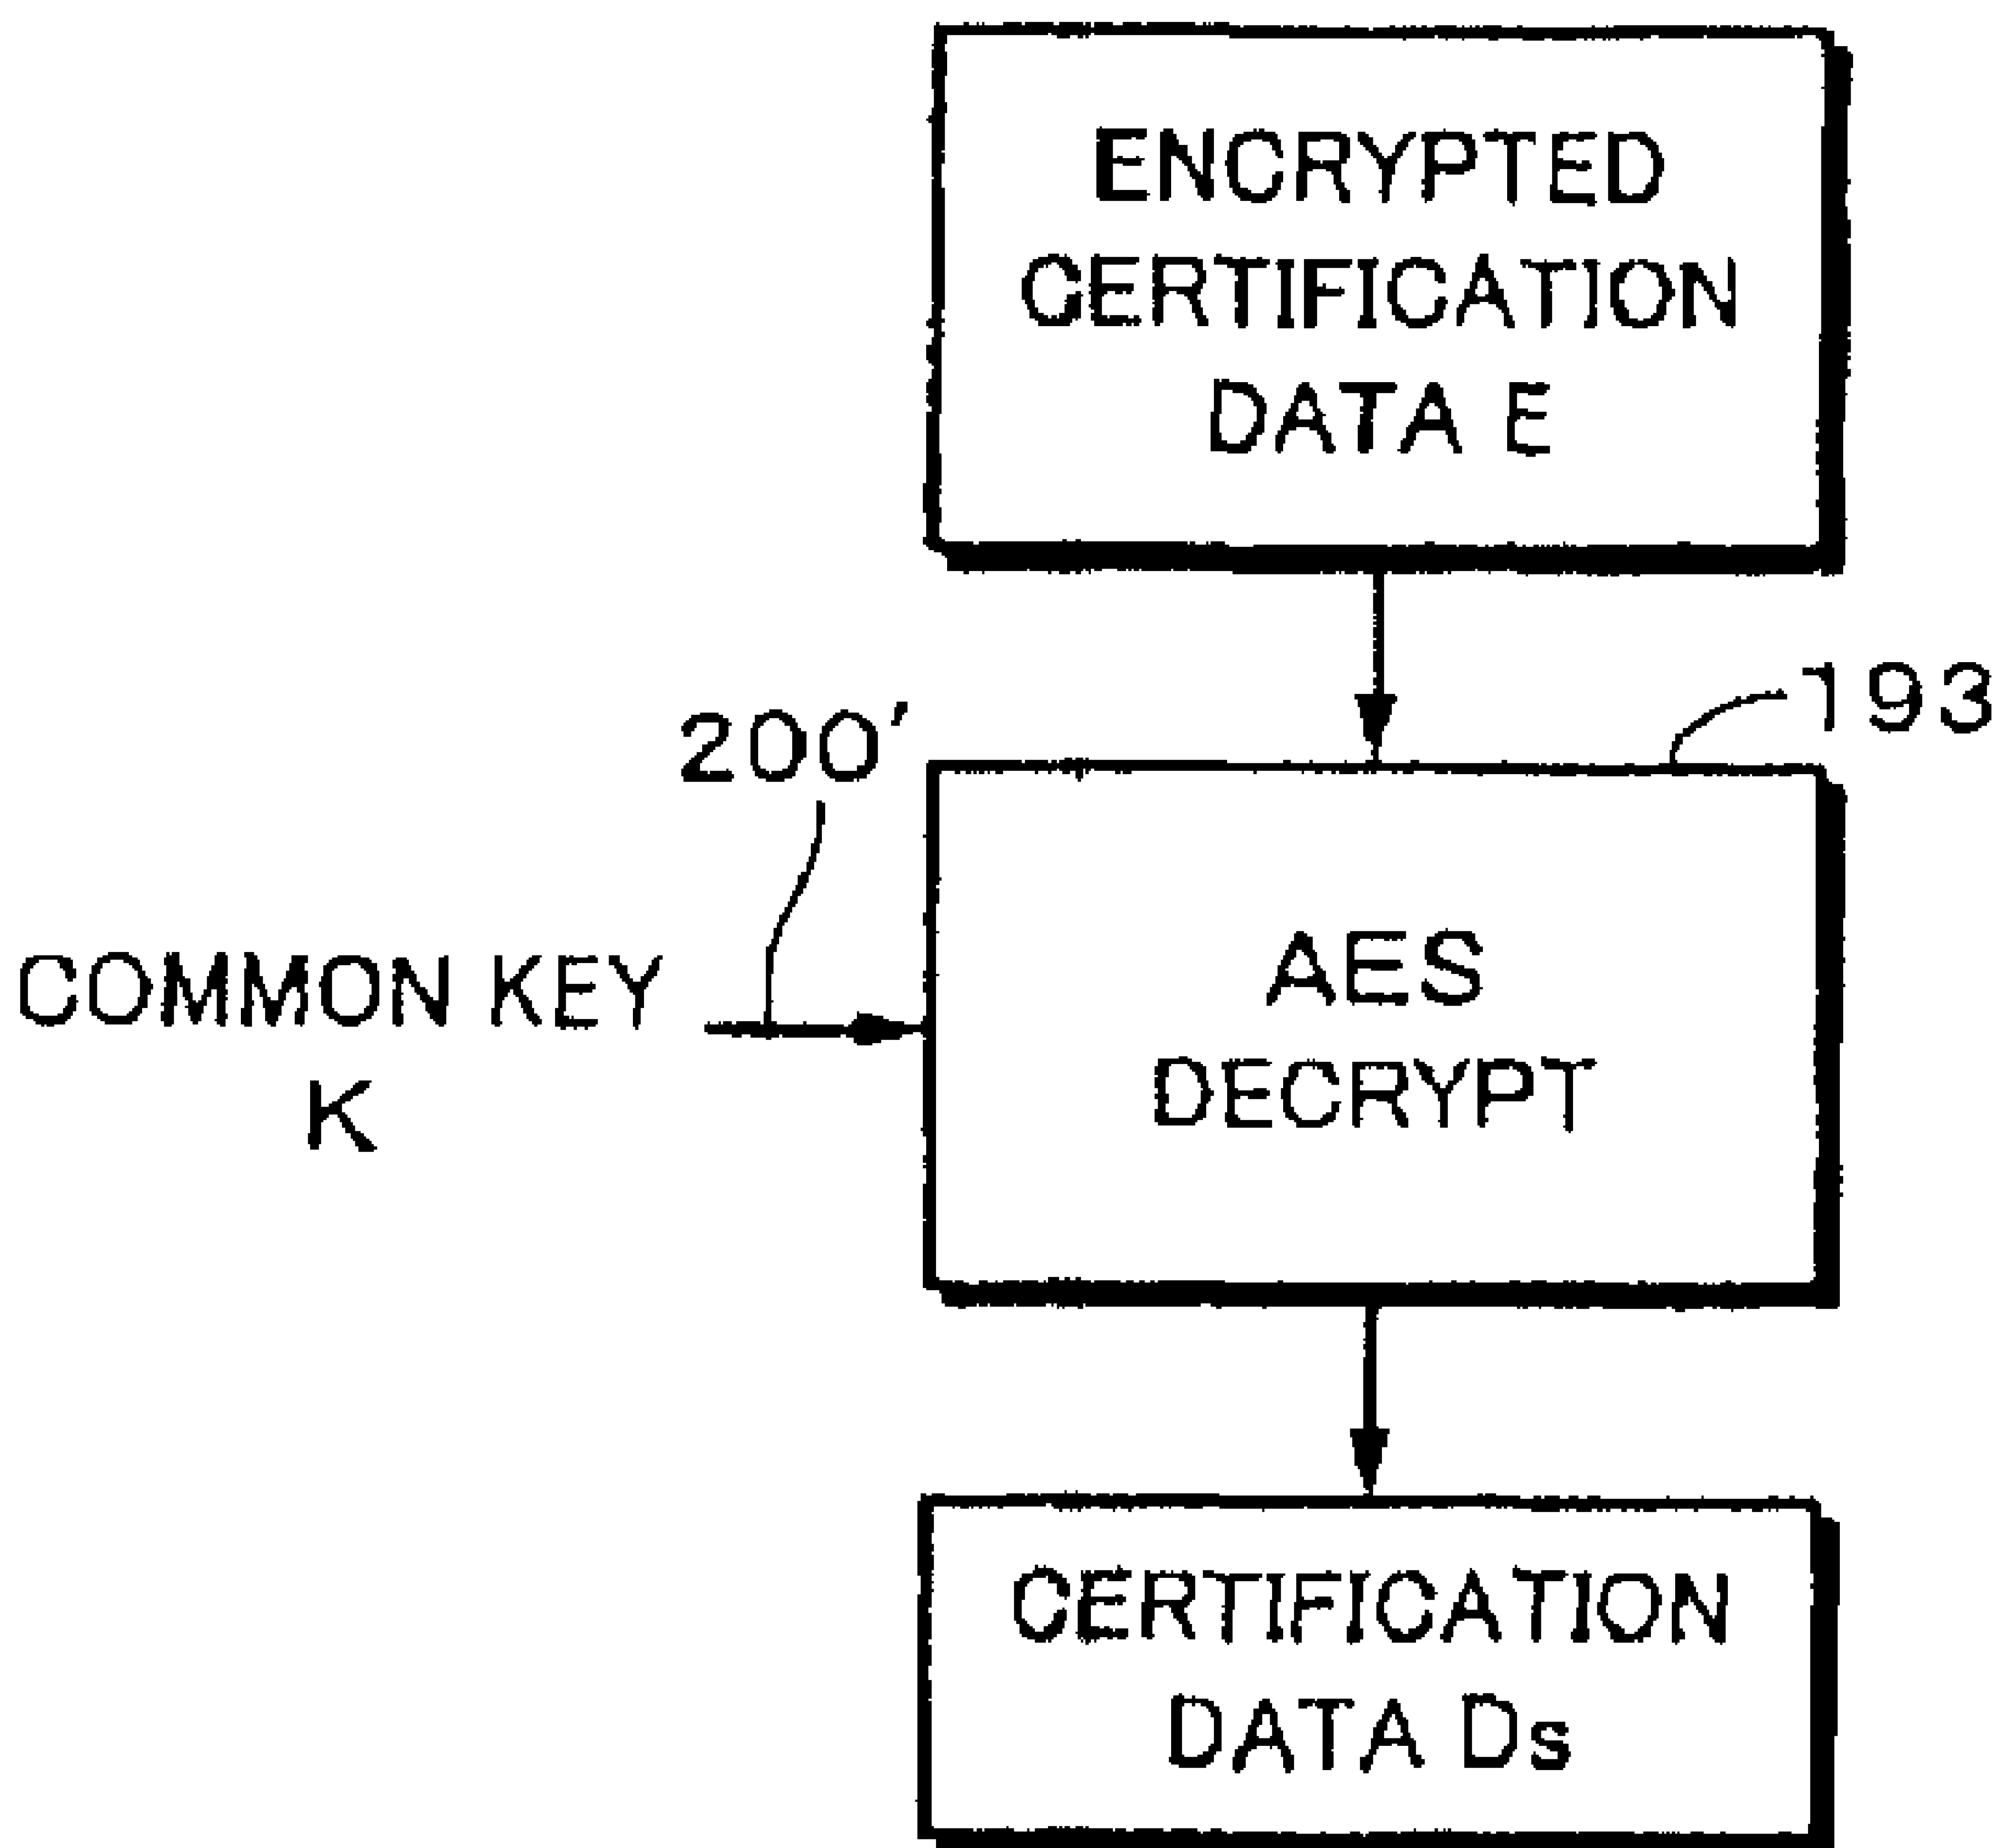 ENCRYPTED
CERTIFICATION
DATA E
193
200'
COMMON KEY
K
AES
DECRYPT
CERTIFICATION
DATA Ds